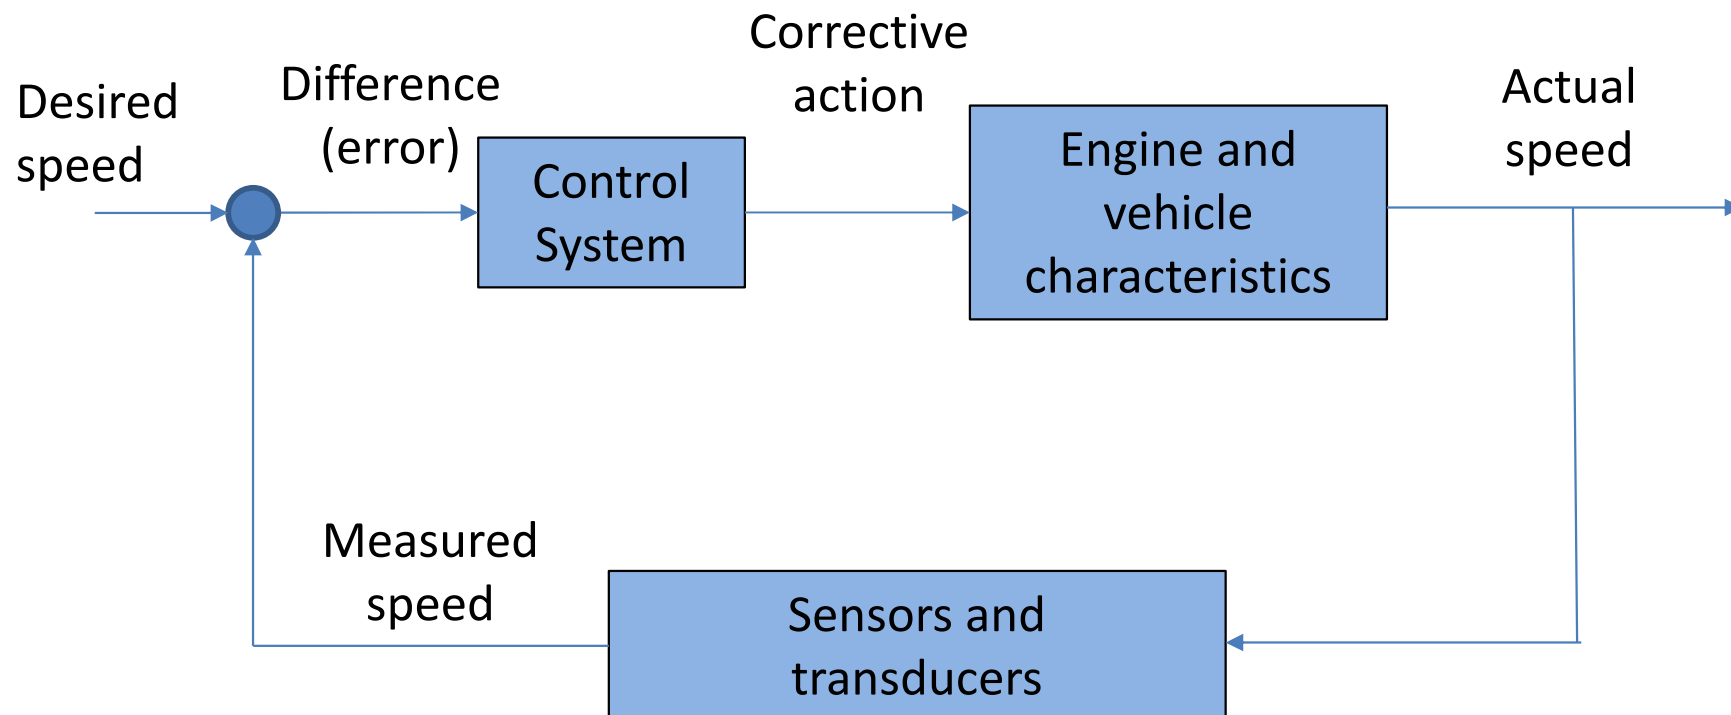 Desired
speed
Difference
(error)
Control
System
Corrective
action
Engine and
vehicle
characteristics
Actual
speed
Measured
speed
Sensors and
transducers